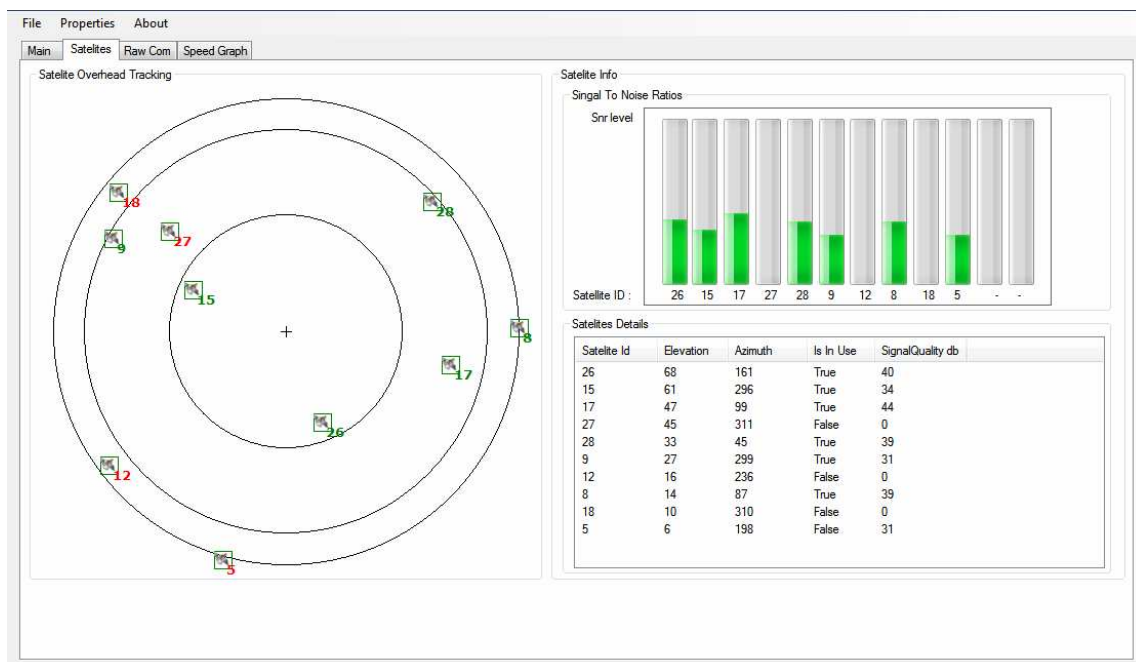 File Properties About
Main Satelites Raw Com Speed Graph
Satelite Overhead Tracking
18
28
9
27
15
8
17
26
12
5
Satelite Info
Singal To Noise Ratios
Snr level
Satellite ID : 26 15 17 27 28 9 12 8 18 5 - -
Satellites Details
Satelite Id Elevation Azimuth Is In Use SignalQuality db
26 68 161 True 40
15 61 296 True 34
17 47 99 True 44
27 45 311 False 0
28 33 45 True 39
9 27 299 True 31
12 16 236 False 0
8 14 87 True 39
18 10 310 False 0
5 6 198 False 31